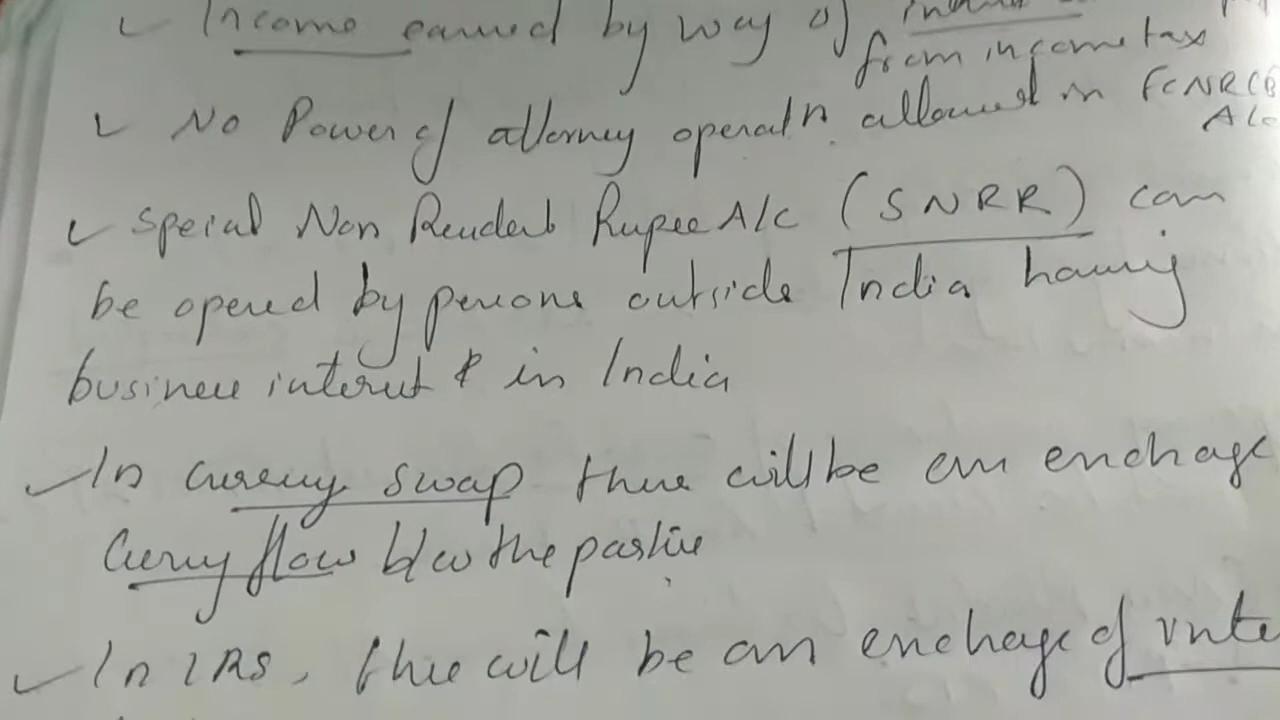 Income earned by way of
from income tax
No Power of attorney operatn allowed in FCNR(B
A/c
Special Non Resident Rupee A/c (SNRR) can
be opened by persons outside India having
business interest in India
In currency swap there will be an exchange
Currency flow b/w the parties
In IRS, there will be an exchange of inte